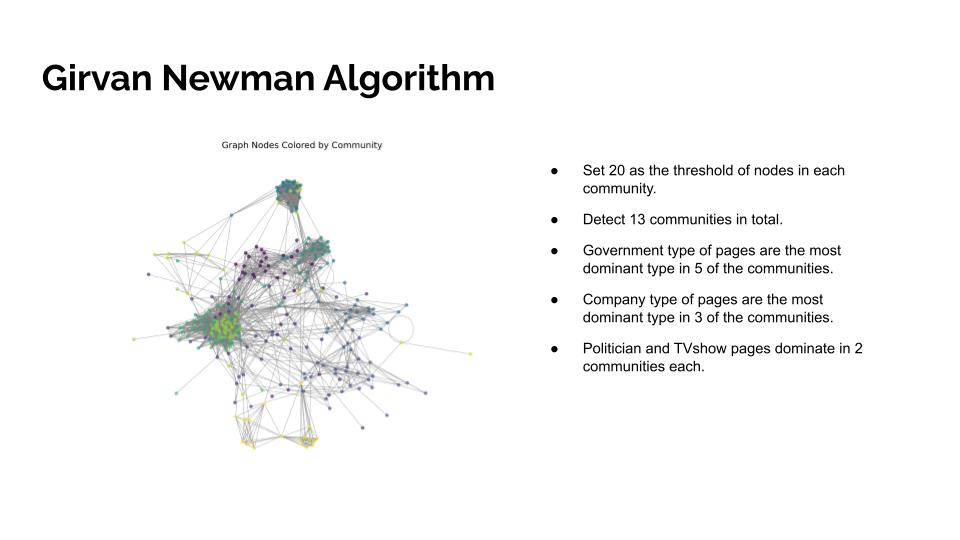 Girvan Newman Algorithm
Graph Nodes Colored by Community
● Set 20 as the threshold of nodes in each
community.
● Detect 13 communities in total.
● Government type of pages are the most
dominant type in 5 of the communities.
● Company type of pages are the most
dominant type in 3 of the communities.
● Politician and TVshow pages dominate in 2
communities each.